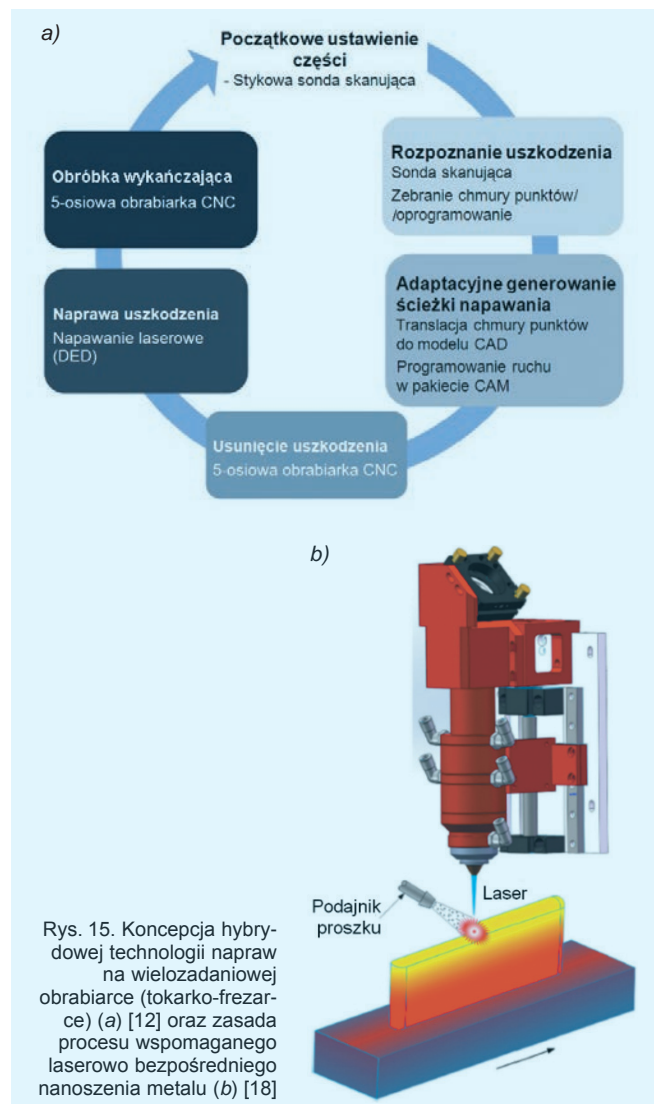 a)
Początkowe ustawienie
części
- Stykowa sonda skanująca
Rozpoznanie uszkodzenia
Sonda skanująca
Zebranie chmury punktów/
/oprogramowanie
Adaptacyjne generowanie
ścieżki napawania
Translacja chmury punktów
do modelu CAD
Programowanie ruchu
w pakiecie CAM
Usunięcie uszkodzenia
5-osiowa obrabiarka CNC
Naprawa uszkodzenia
Napawanie laserowe
(DED)
Obróbka wykańczająca
5-osiowa obrabiarka CNC
b)
Laser
Podajnik
proszku
Rys. 15. Koncepcja hybry-
dowej technologii napraw
na wielozadaniowej
obrabiarce (tokarko-frezar-
ce) (a) [12] oraz zasada
procesu wspomaganego
laserowo bezpośredniego
nanoszenia metalu (b) [18]